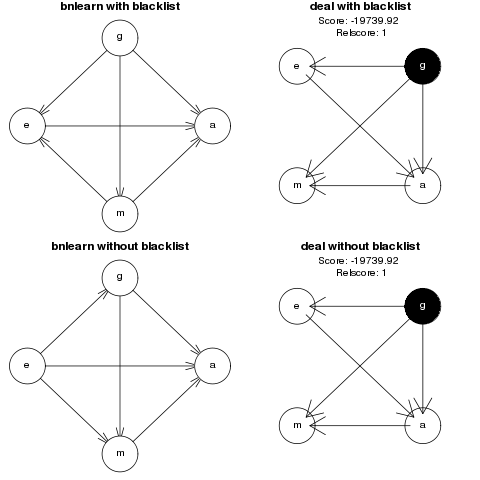 bnlearn with blacklist
g
e
a
m
deal with blacklist
Score: -19739.92
Relscore: 1
e
g
m
a
bnlearn without blacklist
g
e
a
m
deal without blacklist
Score: -19739.92
Relscore: 1
e
g
m
a